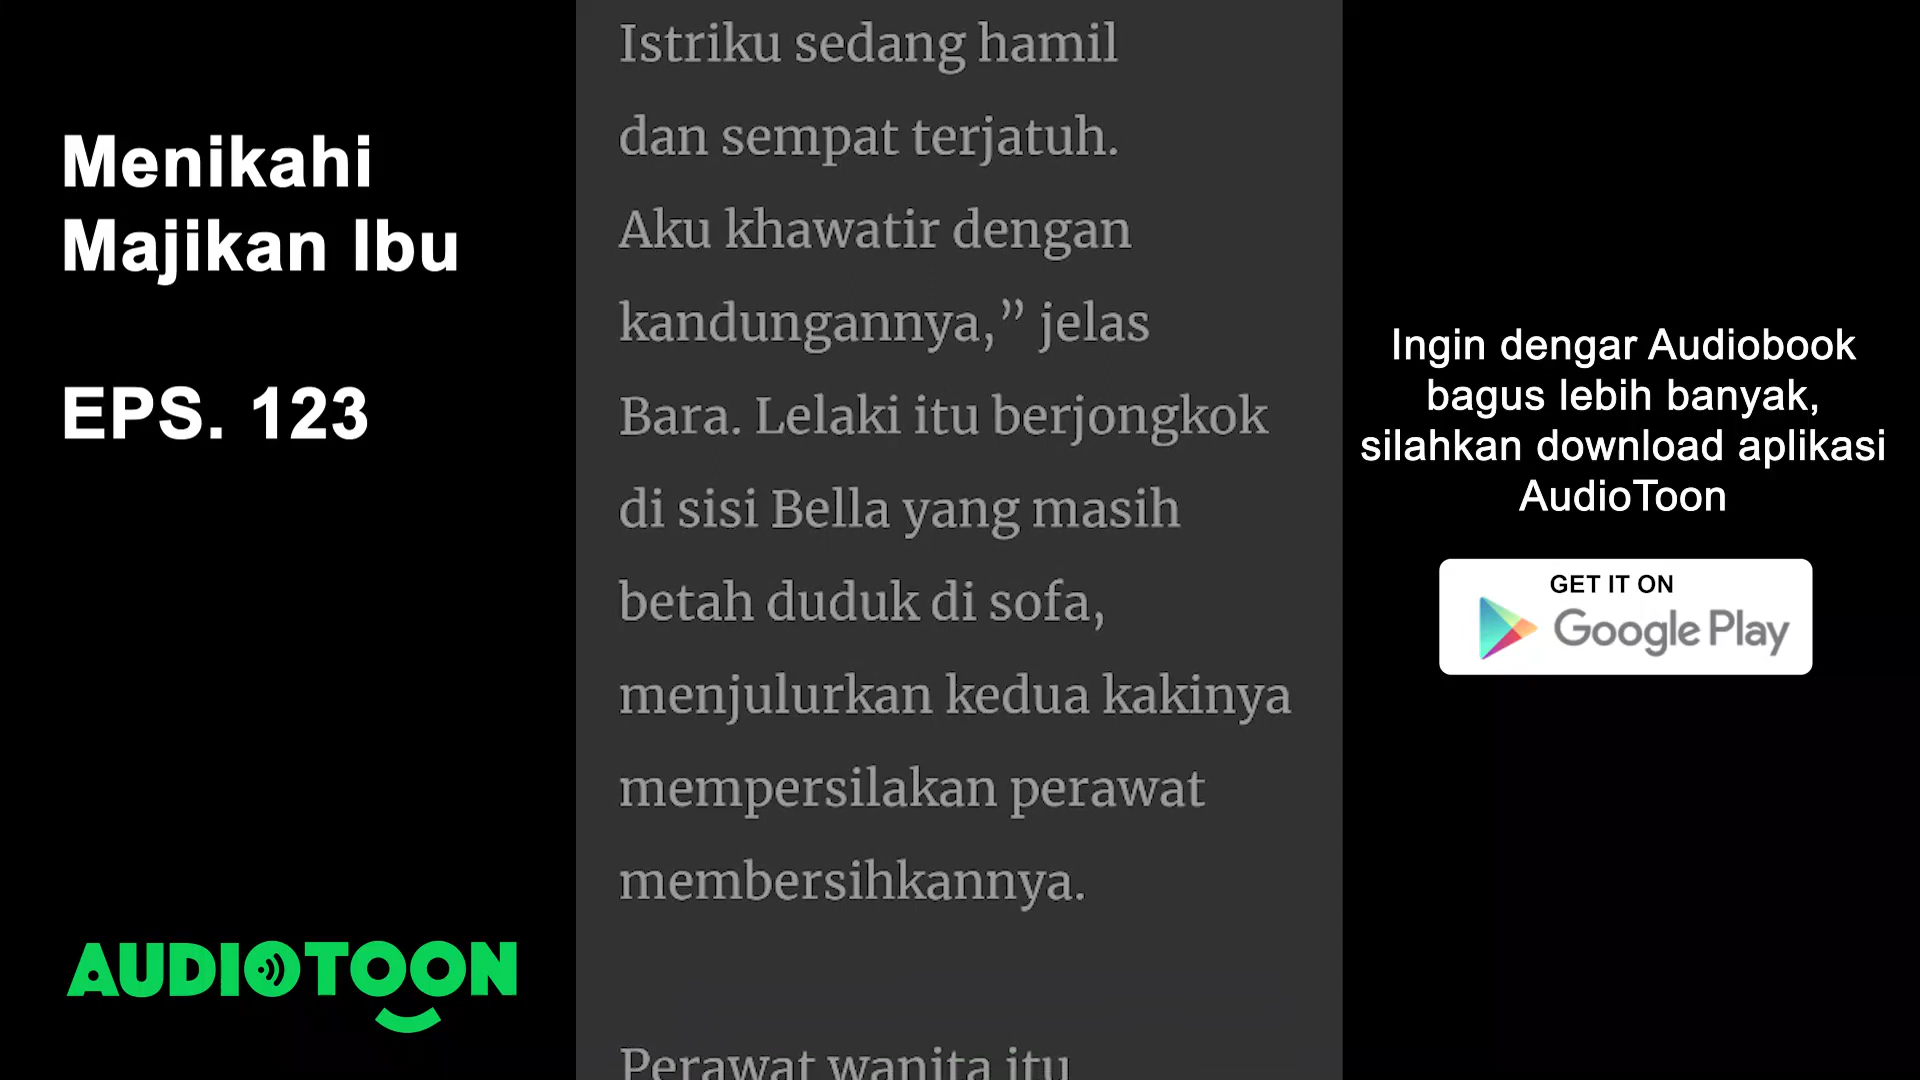 Menikahi
Majikan Ibu
EPS. 123
AUDIOTOON
Istriku sedang hamil
dan sempat terjatuh.
Aku khawatir dengan
kandungannya,” jelas
Bara. Lelaki itu berjongkok
di sisi Bella yang masih
betah duduk di sofa,
menjulurkan kedua kakinya
mempersilakan perawat
membersihkannya.
Perawat wanita itu
Ingin dengar Audiobook
bagus lebih banyak,
silahkan download aplikasi
AudioToon
GET IT ON
Google Play